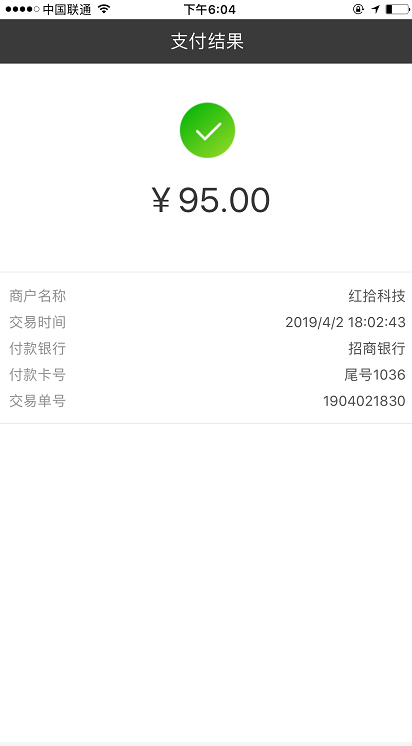 中国联通 下午6:04
支付结果
￥95.00
商户名称 红拾科技
交易时间 2019/4/2 18:02:43
付款银行 招商银行
付款卡号 尾号1036
交易单号 1904021830